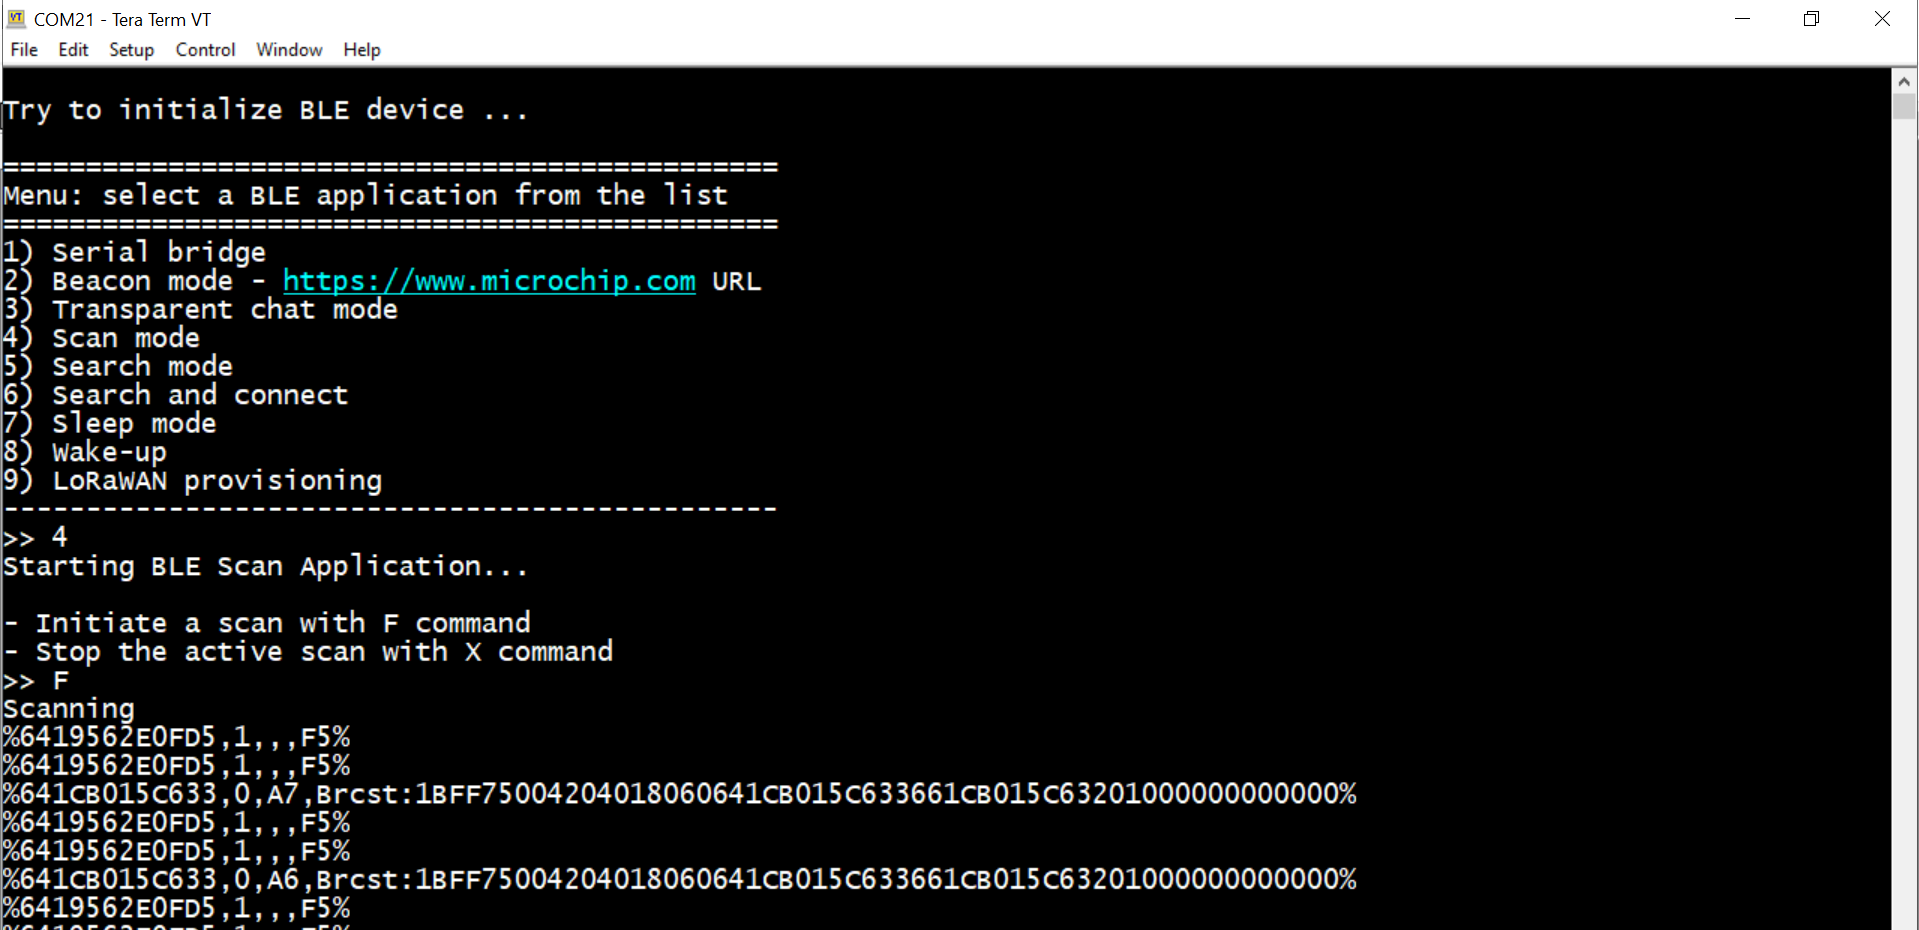 COM21 - Tera Term VT
File Edit Setup Control Window Help
Try to initialize BLE device ...
===============================================
Menu: select a BLE application from the list
===============================================
1) Serial bridge
2) Beacon mode - https://www.microchip.com URL
3) Transparent chat mode
4) Scan mode
5) Search mode
6) Search and connect
7) Sleep mode
8) Wake-up
9) LoRaWAN provisioning
-----------------------------------------------
>> 4
Starting BLE Scan Application...
- Initiate a scan with F command
- Stop the active scan with X command
>> F
Scanning
%6419562E0FD5,1,,,F5%
%6419562E0FD5,1,,,F5%
%641CB015C633,0,A7,Brcst:1BFF75004204018060641CB015C633661CB015C63201000000000000%
%6419562E0FD5,1,,,F5%
%6419562E0FD5,1,,,F5%
%641CB015C633,0,A6,Brcst:1BFF75004204018060641CB015C633661CB015C63201000000000000%
%6419562E0FD5,1,,,F5%